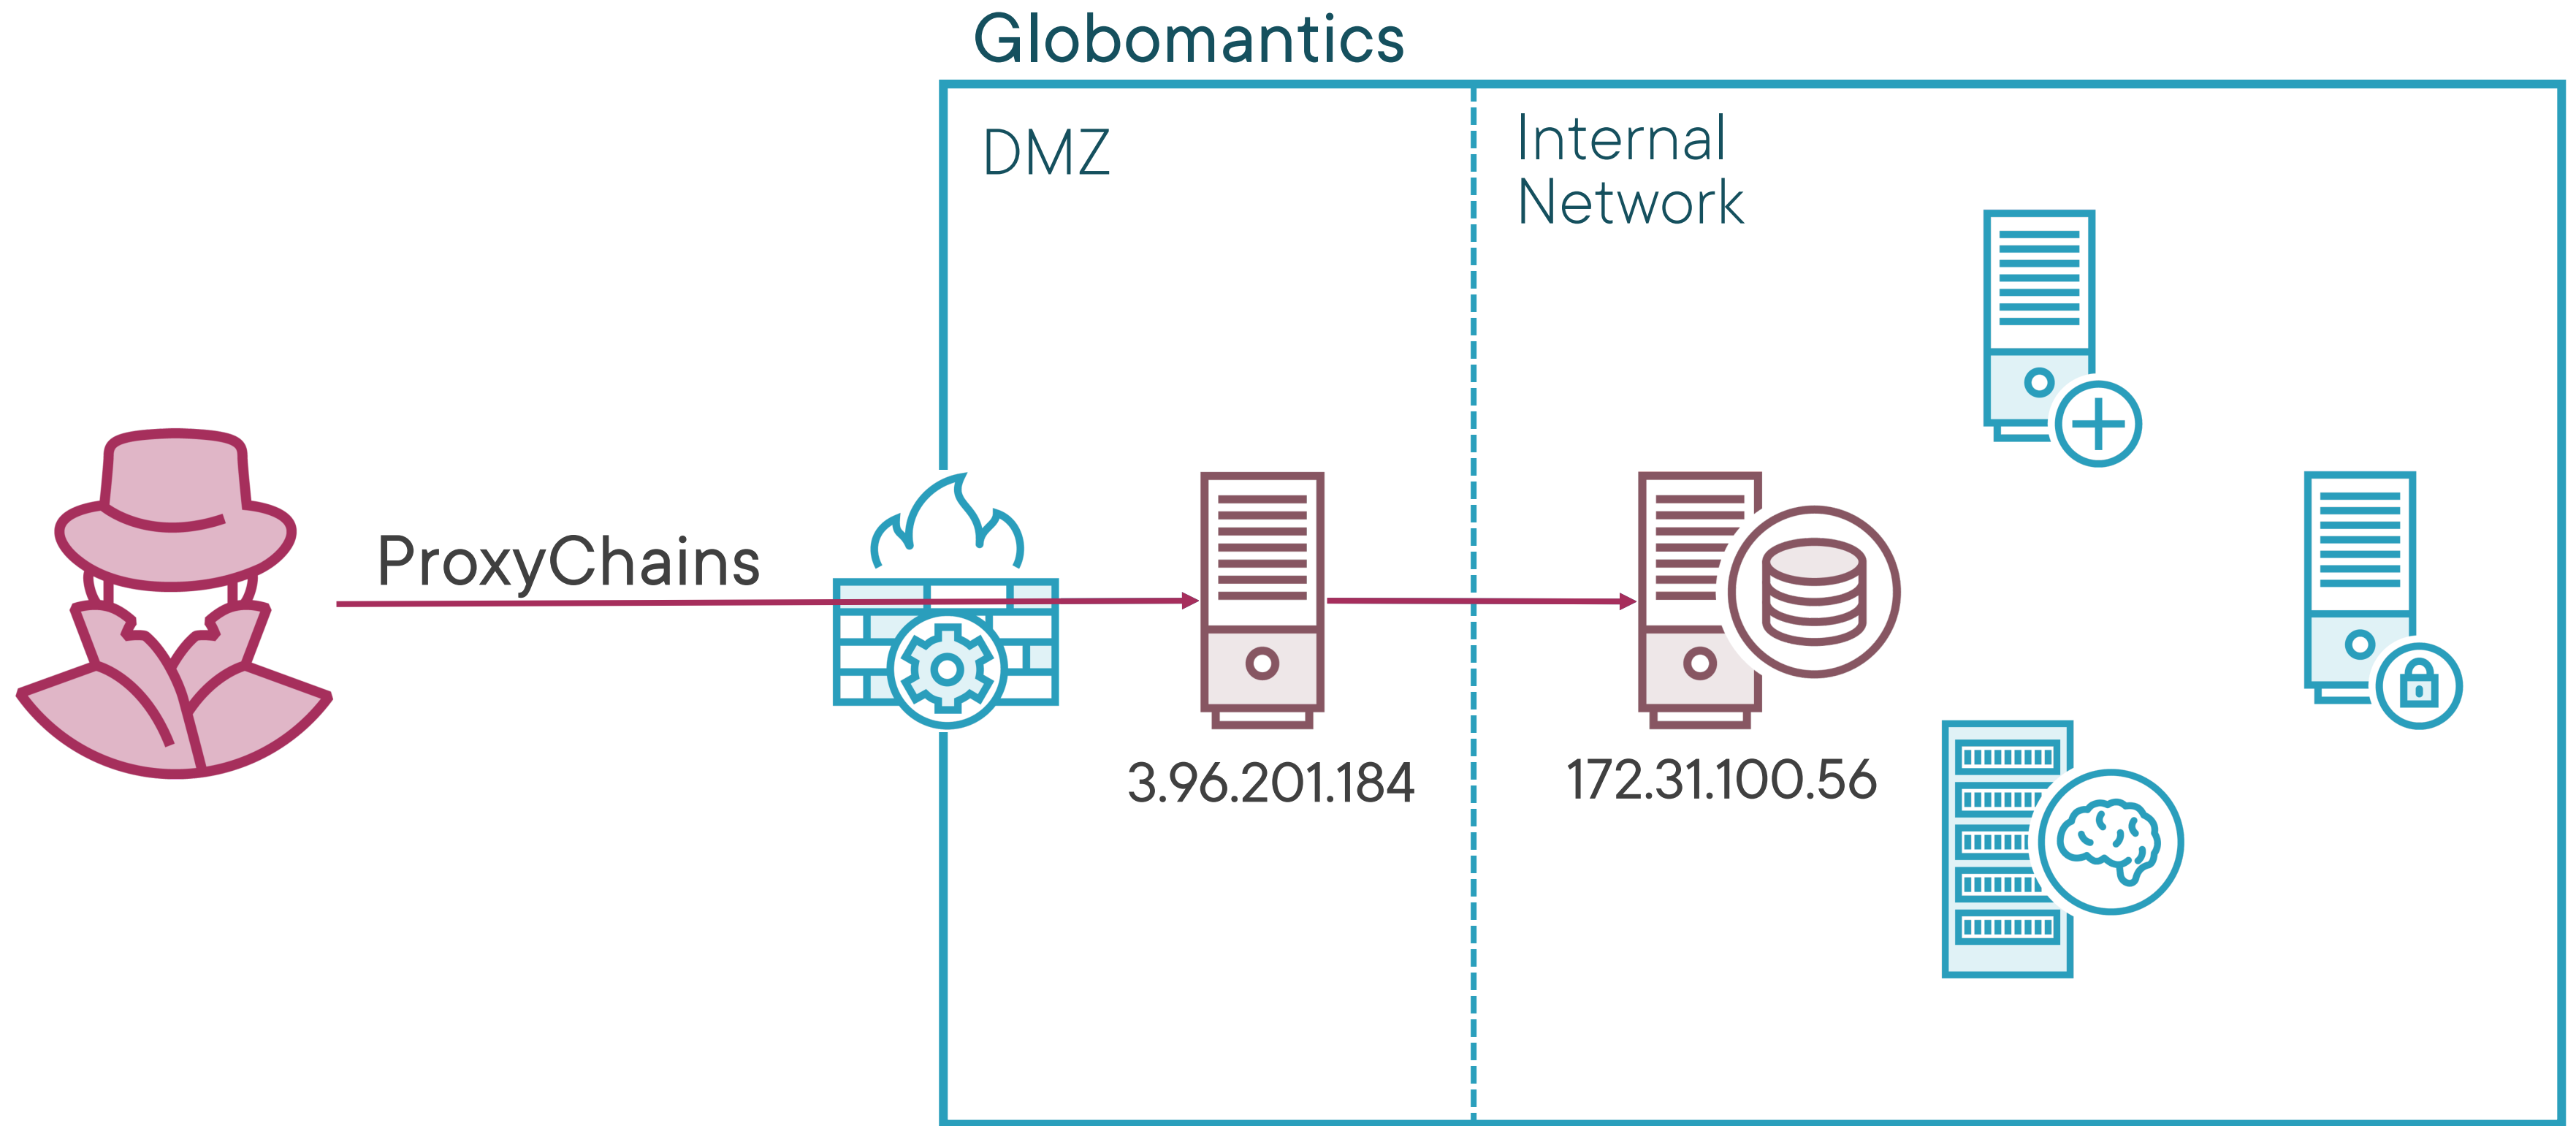 Globomantics
DMZ
Internal
Network
ProxyChains
3.96.201.184
172.31.100.56